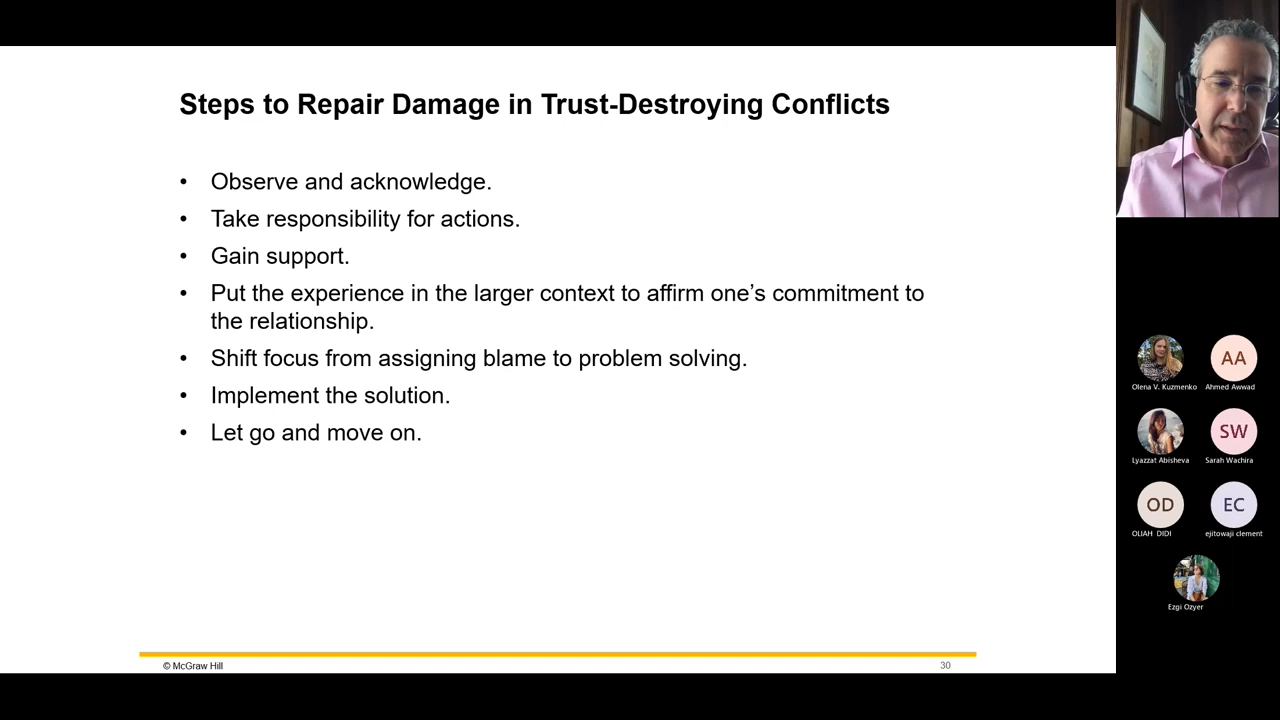 Steps to Repair Damage in Trust-Destroying Conflicts
• Observe and acknowledge.
• Take responsibility for actions.
• Gain support.
• Put the experience in the larger context to affirm one’s commitment to
the relationship.
• Shift focus from assigning blame to problem solving.
• Implement the solution.
• Let go and move on.
© McGraw Hill
30
Olena V. Kuzmenko
AA
Ahmed Awwad
Lyazzat Abisheva
SW
Sarah Wachira
OD
OLIAH DIDI
EC
ejitowaji clement
Ezgi Ozyer